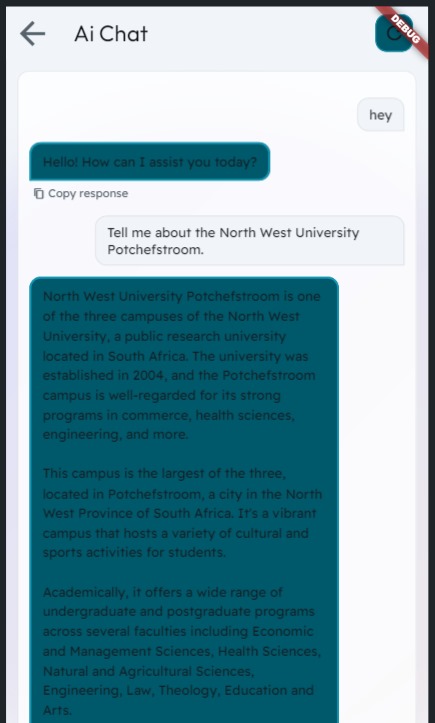 Ai Chat
DEBUG
hey
Hello! How can I assist you today?
Copy response
Tell me about the North West University
Potchefstroom.
North West University Potchefstroom is one
of the three campuses of the North West
University, a public research university
located in South Africa. The university was
established in 2004, and the Potchefstroom
campus is well-regarded for its strong
programs in commerce, health sciences,
engineering, and more.
This campus is the largest of the three,
located in Potchefstroom, a city in the North
West Province of South Africa. It's a vibrant
campus that hosts a variety of cultural and
sports activities for students.
Academically, it offers a wide range of
undergraduate and postgraduate programs
across several faculties including Economic
and Management Sciences, Health Sciences,
Natural and Agricultural Sciences,
Engineering, Law, Theology, Education and
Arts.